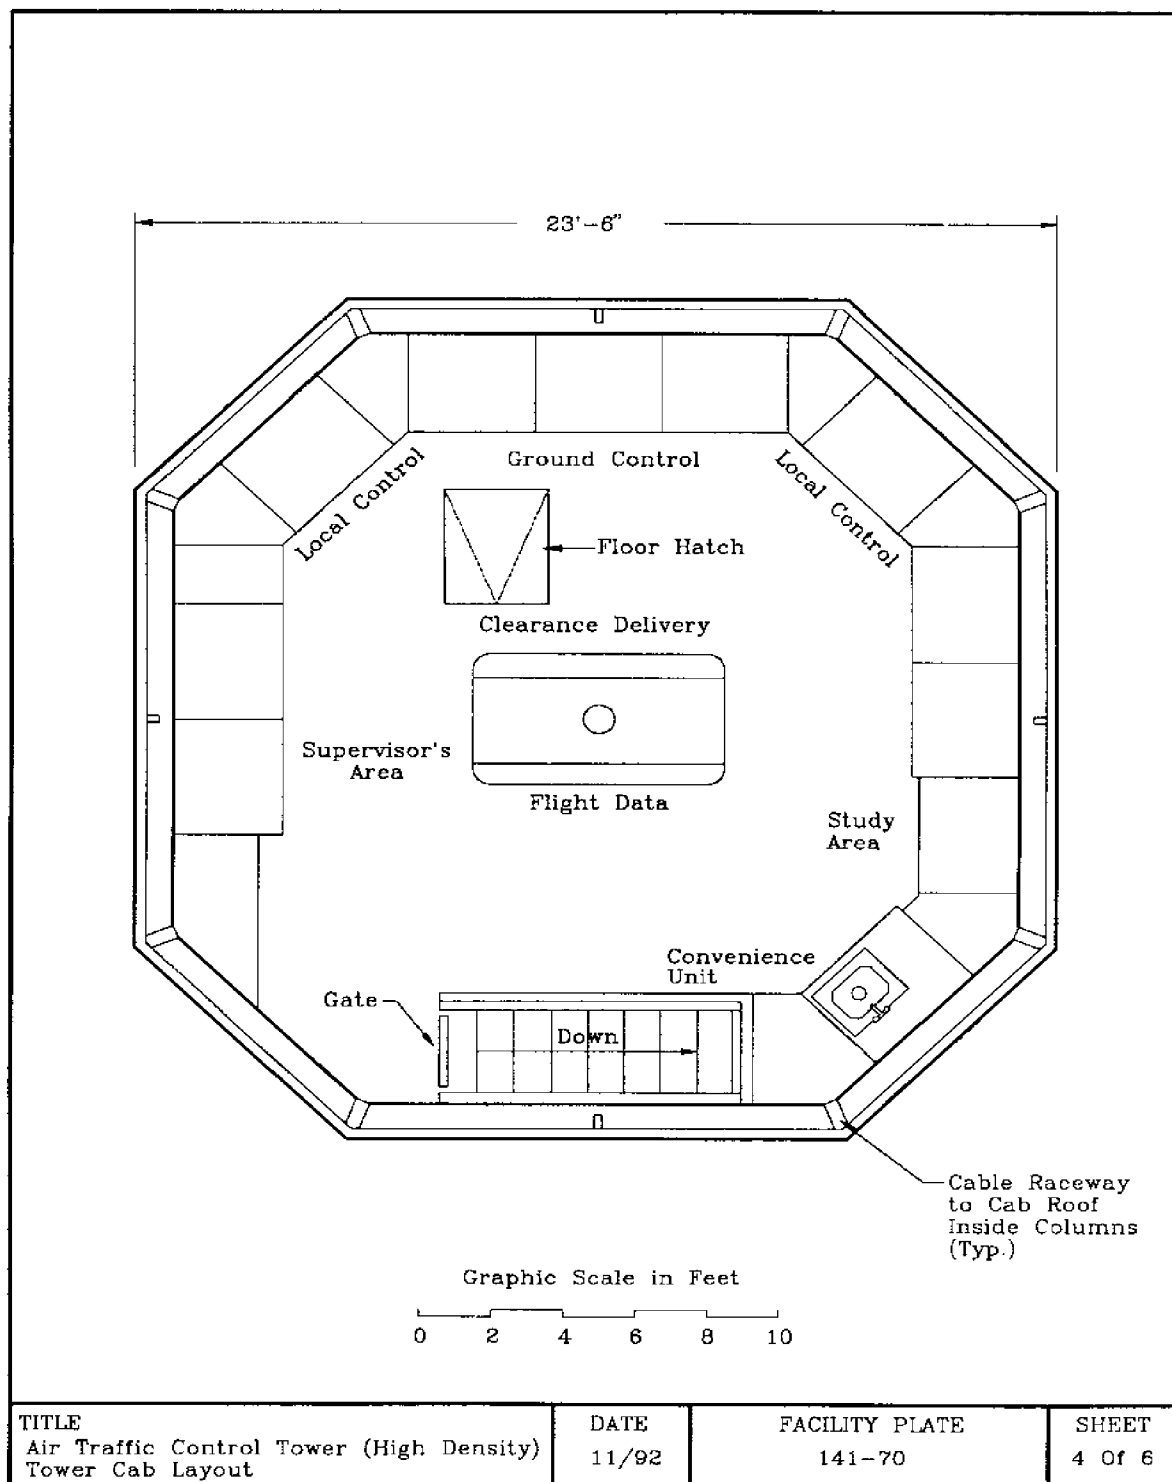 23'-6"
Ground Control
Local Control
Local Control
Floor Hatch
Clearance Delivery
Supervisor's
Area
Flight Data
Study
Area
Convenience
Unit
Gate
Down
Cable Raceway
to Cab Roof
Inside Columns
(Typ.)
Graphic Scale in Feet
0 2 4 6 8 10
TITLE
Air Traffic Control Tower (High Density)
Tower Cab Layout
DATE
11/92
FACILITY PLATE
141-70
SHEET
4 Of 6